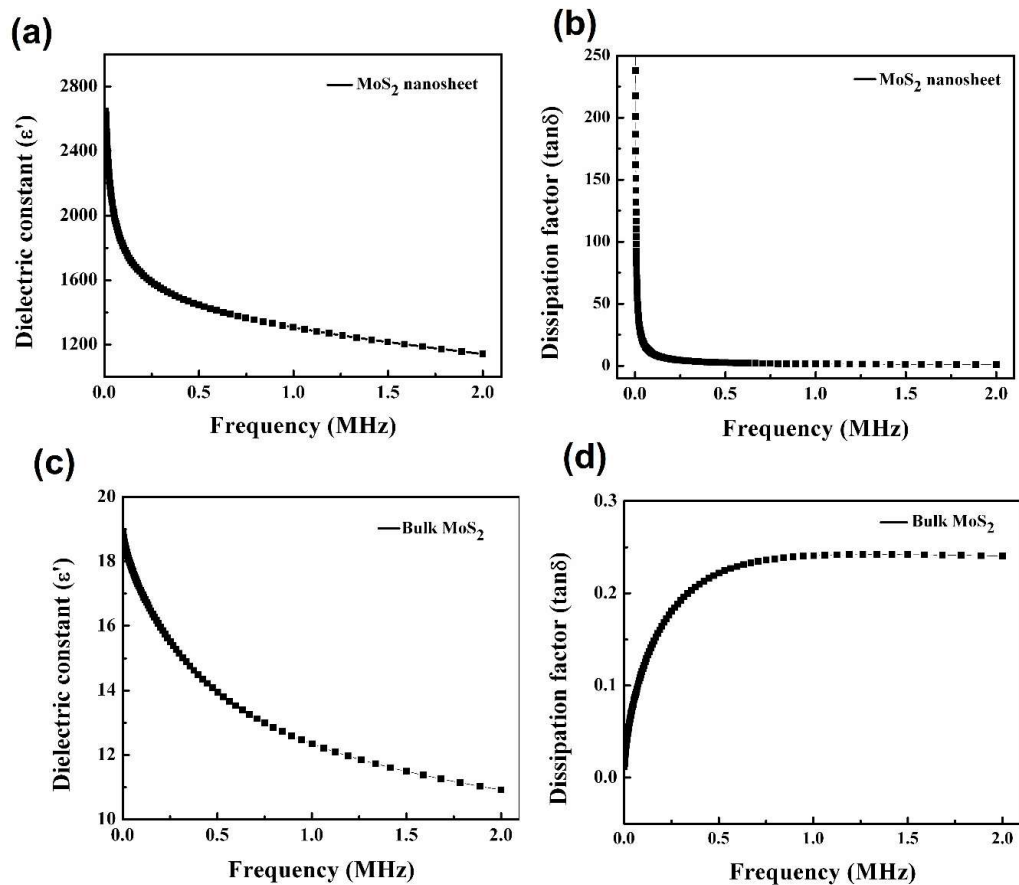 (a)
MoS2 nanosheet
Dielectric constant (ε')
2800
2400
2000
1600
1200
0.0 0.5 1.0 1.5 2.0
Frequency (MHz)
(b)
MoS2 nanosheet
Dissipation factor (tanδ)
250
200
150
100
50
0
0.0 0.5 1.0 1.5 2.0
Frequency (MHz)
(c)
Bulk MoS2
Dielectric constant (ε')
20
18
16
14
12
10
0.0 0.5 1.0 1.5 2.0
Frequency (MHz)
(d)
Bulk MoS2
Dissipation factor (tanδ)
0.3
0.2
0.1
0.0
0.0 0.5 1.0 1.5 2.0
Frequency (MHz)